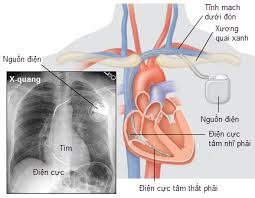 Tĩnh mạch
dưới đòn
Xương
quai xanh
Nguồn điện
X-quang
Nguồn điện
Điện cực
tâm nhĩ phải
Tim
Điện cực
Điện cực tâm thất phải